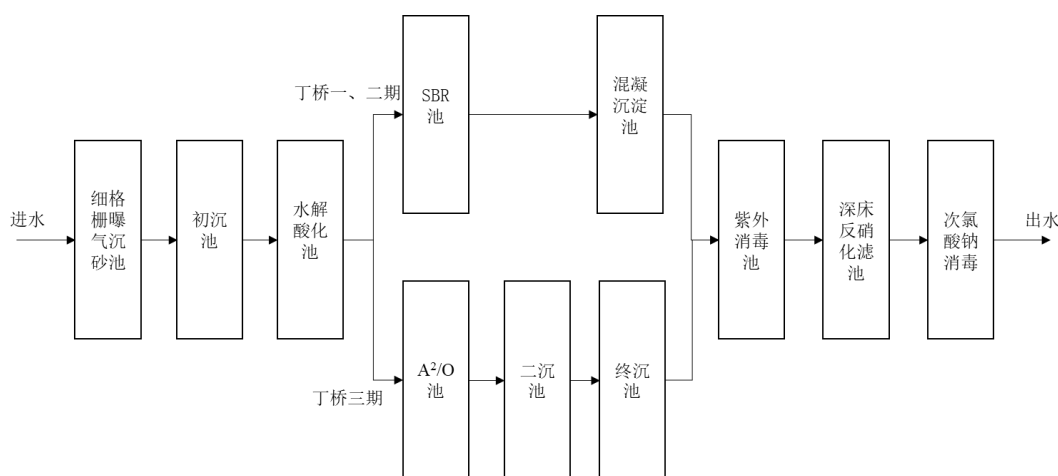 进水
细格
栅曝
气沉
砂池
初沉
池
水解
酸化
池
丁桥一、二期
SBR
池
混凝
沉淀
池
丁桥三期
A²/O
池
二沉
池
终沉
池
紫外
消毒
池
深床
反硝
化滤
池
次氯
酸钠
消毒
出水